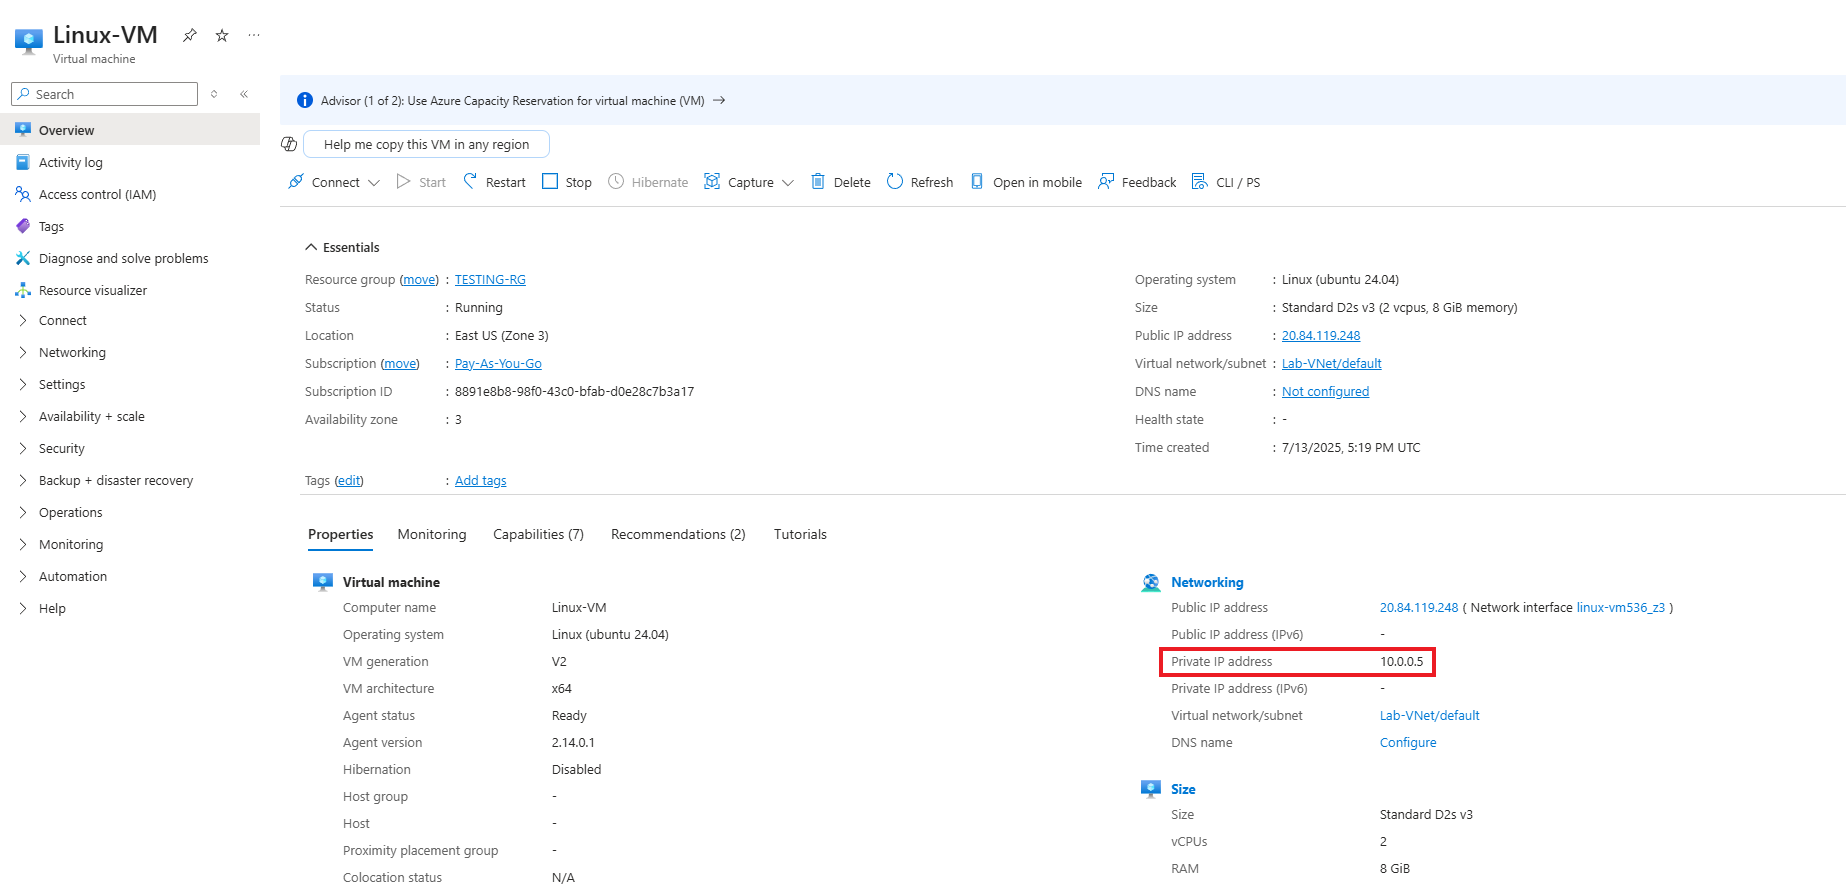 Linux-VM
Virtual machine
Search
Overview
Activity log
Access control (IAM)
Tags
Diagnose and solve problems
Resource visualizer
Connect
Networking
Settings
Availability + scale
Security
Backup + disaster recovery
Operations
Monitoring
Automation
Help
Advisor (1 of 2): Use Azure Capacity Reservation for virtual machine (VM) →
Help me copy this VM in any region
Connect Start Restart Stop Hibernate Capture Delete Refresh Open in mobile Feedback CLI / PS
Essentials
Resource group (move) : TESTING-RG
Status : Running
Location : East US (Zone 3)
Subscription (move) : Pay-As-You-Go
Subscription ID : 8891e8b8-98f0-43c0-bfab-d0e28c7b3a17
Availability zone : 3
Operating system : Linux (ubuntu 24.04)
Size : Standard D2s v3 (2 vcpus, 8 GiB memory)
Public IP address : 20.84.119.248
Virtual network/subnet : Lab-VNet/default
DNS name : Not configured
Health state : -
Time created : 7/13/2025, 5:19 PM UTC
Tags (edit) : Add tags
Properties Monitoring Capabilities (7) Recommendations (2) Tutorials
Virtual machine
Computer name Linux-VM
Operating system Linux (ubuntu 24.04)
VM generation V2
VM architecture x64
Agent status Ready
Agent version 2.14.0.1
Hibernation Disabled
Host group -
Host -
Proximity placement group -
Colocation status N/A
Networking
Public IP address 20.84.119.248 ( Network interface linux-vm536_z3 )
Public IP address (IPv6) -
Private IP address 10.0.0.5
Private IP address (IPv6) -
Virtual network/subnet Lab-VNet/default
DNS name Configure
Size
Size Standard D2s v3
vCPUs 2
RAM 8 GiB